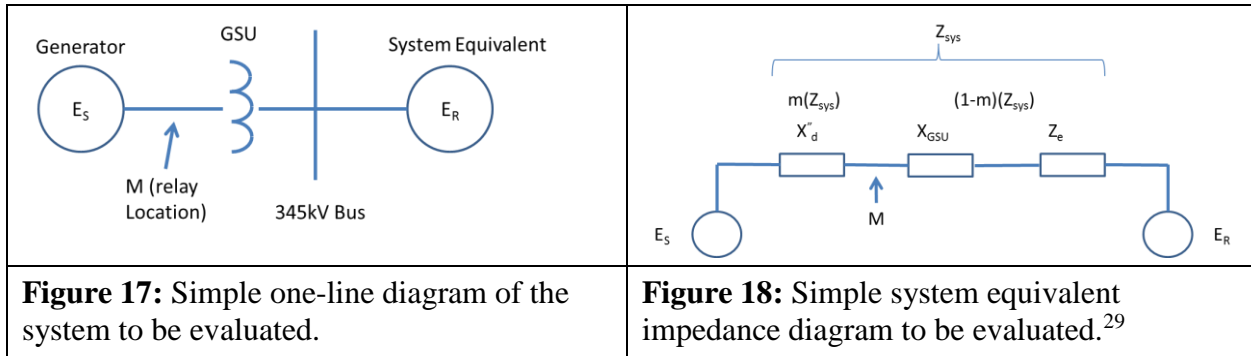 GSU
Generator
System Equivalent
E_S
E_R
M (relay
Location)
345kV Bus
Z_sys
m(Z_sys)
(1-m)(Z_sys)
X"_d
X_GSU
Z_e
M
E_S
E_R
Figure 17: Simple one-line diagram of the
system to be evaluated.
Figure 18: Simple system equivalent
impedance diagram to be evaluated.29